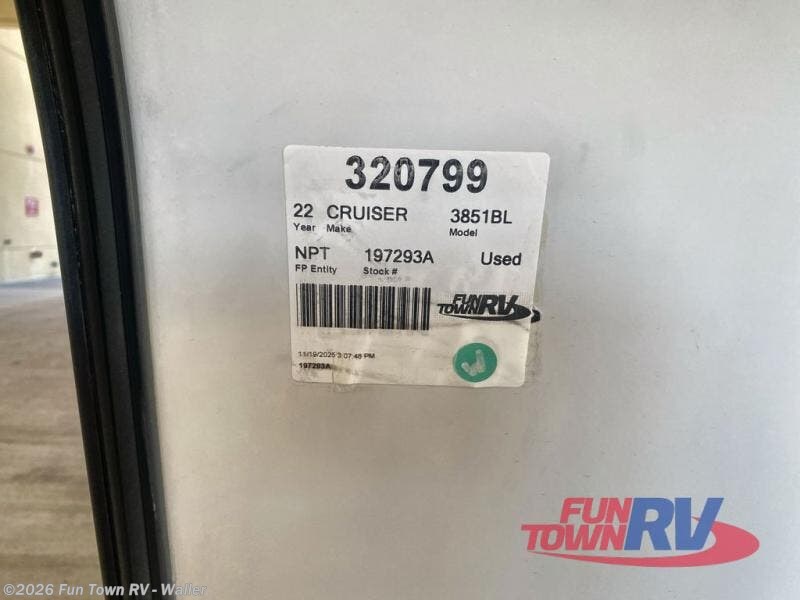 320799
22 CRUISER 3851BL
Year Make Model
NPT 197293A Used
FP Entity Stock #
FUN
TOWN RV
11/19/2025 3:07:48 PM
197293A
FUN
TOWN RV
©2026 Fun Town RV - Waller